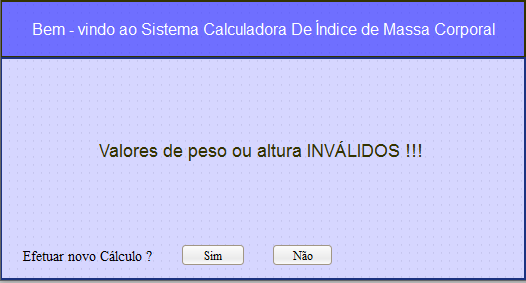 Bem - vindo ao Sistema Calculadora De Índice de Massa Corporal
Valores de peso ou altura INVÁLIDOS !!!
Efetuar novo Cálculo ? Sim Não